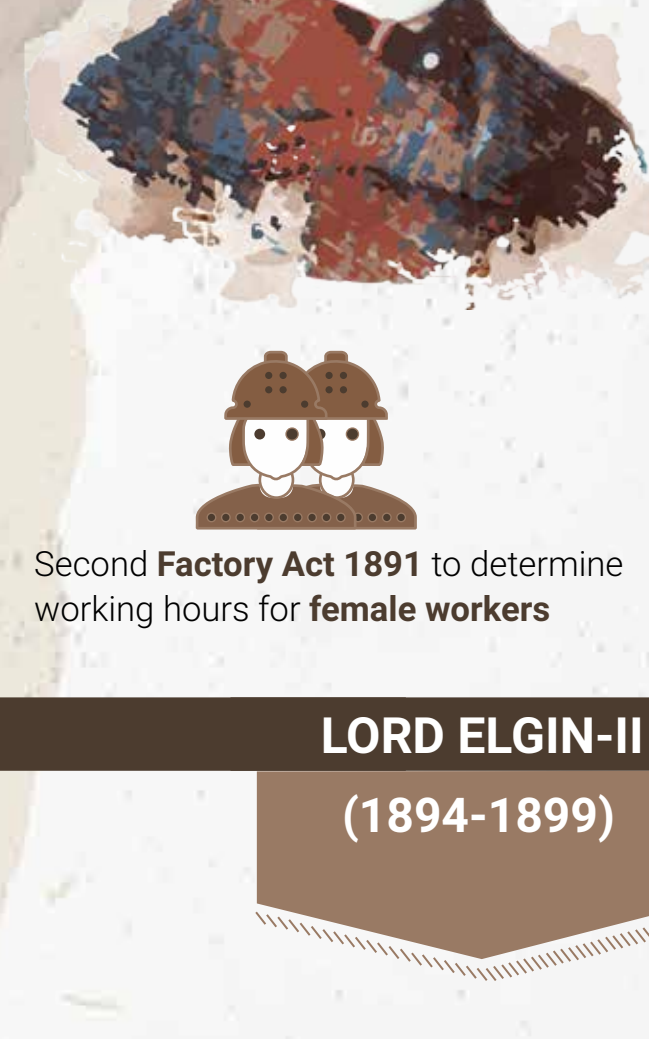 Second Factory Act 1891 to determine
working hours for female workers
LORD ELGIN-II
(1894-1899)